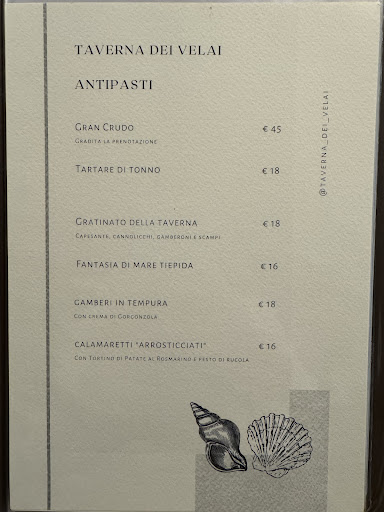 TAVERNA DEI VELAI
ANTIPASTI
GRAN CRUDO € 45
GRADITA LA PRENOTAZIONE
TARTARE DI TONNO € 18
GRATINATO DELLA TAVERNA € 18
CAPESANTE, CANNOLICCHI, GAMBERONI E SCAMPI
FANTASIA DI MARE TIEPIDA € 16
GAMBERI IN TEMPURA € 18
CON CREMA DI GORGONZOLA
CALAMARETTI "ARROSTICCIATI" € 16
CON TORTINO DI PATATE AL ROSMARINO E PESTO DI RUCOLA
@TAVERNA_DEI_VELAI